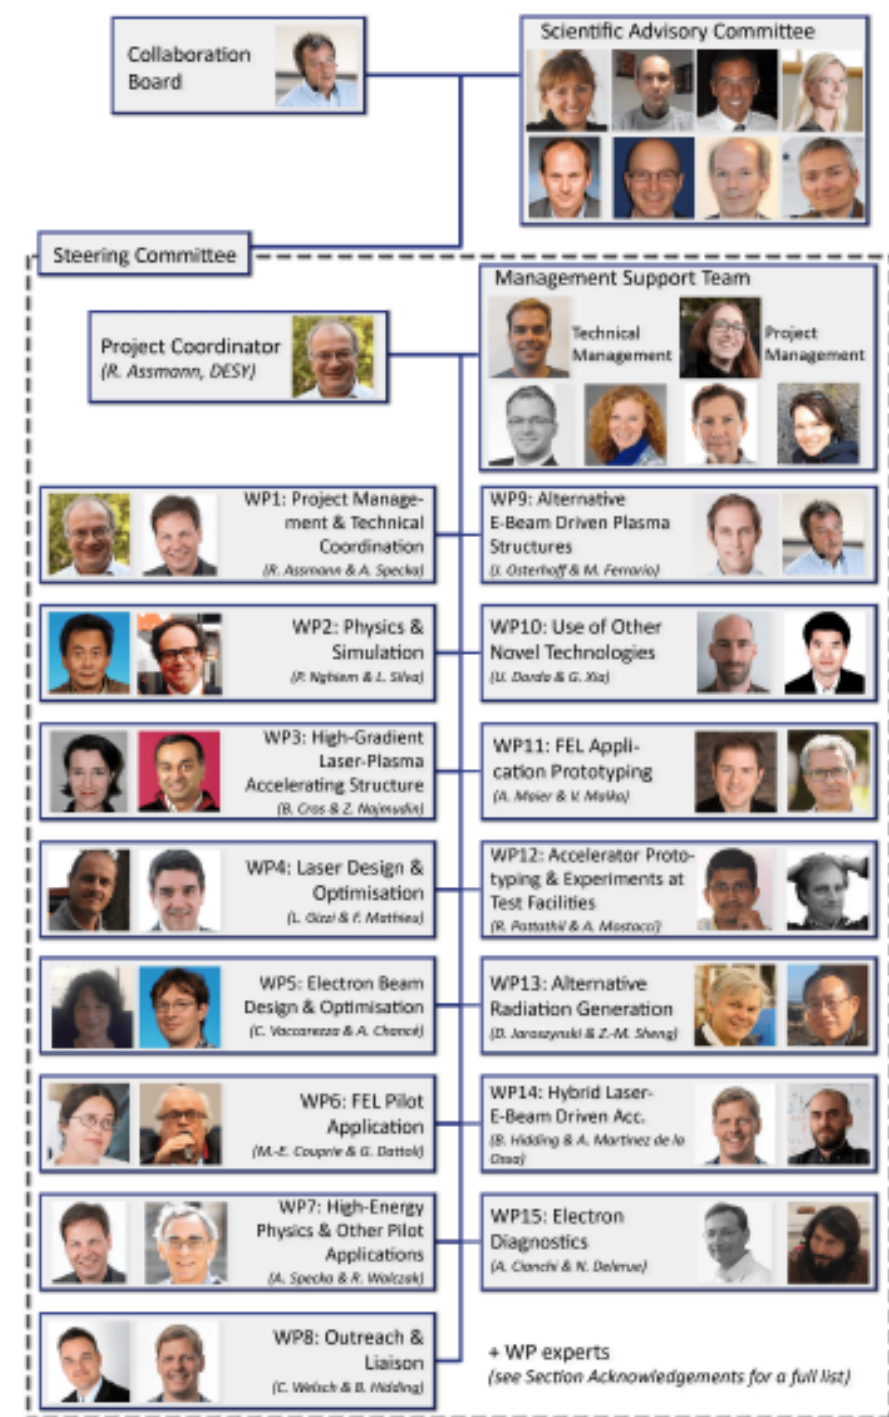 Collaboration
Board
Scientific Advisory Committee
Steering Committee
Project Coordinator
(R. Assmann, DESY)
Management Support Team
Technical
Management
Project
Management
WP1: Project Manage-
ment & Technical
Coordination
(R. Assmann & A. Specka)
WP2: Physics &
Simulation
(P. Nghiem & L. Silva)
WP3: High-Gradient
Laser-Plasma
Accelerating Structure
(B. Cros & Z. Najmudin)
WP4: Laser Design &
Optimisation
(L. Gizzi & F. Mathieu)
WP5: Electron Beam
Design & Optimisation
(C. Vaccarezza & A. Chancé)
WP6: FEL Pilot
Application
(M.-E. Couprie & G. Dattoli)
WP7: High-Energy
Physics & Other Pilot
Applications
(A. Specka & R. Walczak)
WP8: Outreach &
Liaison
(C. Welsch & B. Hidding)
WP9: Alternative
E-Beam Driven Plasma
Structures
(J. Osterhoff & M. Ferrario)
WP10: Use of Other
Novel Technologies
(U. Dorda & G. Xia)
WP11: FEL Appli-
cation Prototyping
(A. Maier & V. Malka)
WP12: Accelerator Proto-
typing & Experiments at
Test Facilities
(R. Pattathil & A. Mostacci)
WP13: Alternative
Radiation Generation
(D. Jaroszynski & Z.-M. Sheng)
WP14: Hybrid Laser-
E-Beam Driven Acc.
(B. Hidding & A. Martinez de la
Ossa)
WP15: Electron
Diagnostics
(A. Cianchi & N. Delerue)
+ WP experts
(see Section Acknowledgements for a full list)